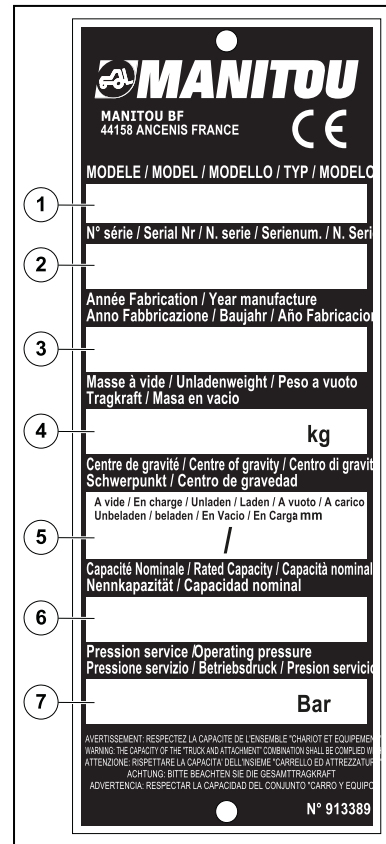 MANITOU
MANITOU BF
44158 ANCENIS FRANCE
CE
MODELE / MODEL / MODELLO / TYP / MODELO
1
N° série / Serial Nr / N. serie / Serienum. / N. Seri
2
Année Fabrication / Year manufacture
Anno Fabbricazione / Baujahr / Año Fabricacion
3
Masse à vide / Unladenweight / Peso a vuoto
Tragkraft / Masa en vacio
4
kg
Centre de gravité / Centre of gravity / Centro di gravit
Schwerpunkt / Centro de gravedad
A vide / En charge / Unladen / Laden / A vuoto / A carico
Unbeladen / beladen / En Vacio / En Carga mm
5
/
Capacité Nominale / Rated Capacity / Capacità nominal
Nennkapazität / Capacidad nominal
6
Pression service /Operating pressure
Pressione servizio / Betriebsdruck / Presion servicio
7
Bar
AVERTISSEMENT: RESPECTEZ LA CAPACITE DE L'ENSEMBLE "CHARIOT ET EQUIPEMEN
WARNING: THE CAPACITY OF THE "TRUCK AND ATTACHMENT" COMBINATION SHALL BE COMPLIED W
ATTENZIONE: RISPETTARE LA CAPACITA' DELL'INSIEME "CARRELLO ED ATTREZZATUR
ACHTUNG: BITTE BEACHTEN SIE DIE GESAMTTRAGKRAFT
ADVERTENCIA: RESPECTAR LA CAPACIDAD DEL CONJUNTO "CARRO Y EQUIPO
N° 913389